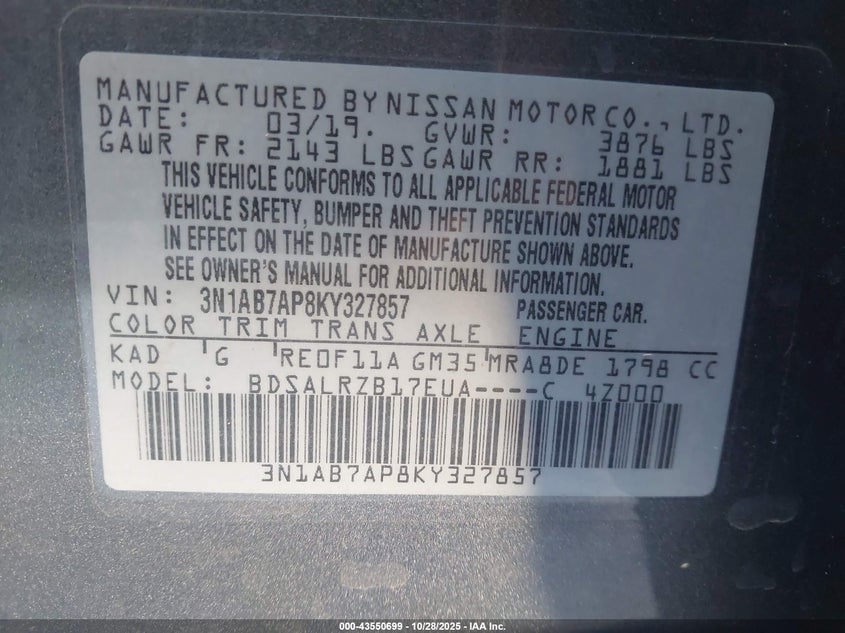 MANUFACTURED BY NISSAN MOTOR CO., LTD.
DATE: 03/19. GVWR: 3876 LBS
GAWR FR: 2143 LBS GAWR RR: 1881 LBS
THIS VEHICLE CONFORMS TO ALL APPLICABLE FEDERAL MOTOR
VEHICLE SAFETY, BUMPER AND THEFT PREVENTION STANDARDS
IN EFFECT ON THE DATE OF MANUFACTURE SHOWN ABOVE.
SEE OWNER'S MANUAL FOR ADDITIONAL INFORMATION.
VIN: 3N1AB7AP8KY327857 PASSENGER CAR.
COLOR TRIM TRANS AXLE ENGINE
KAD G RE0F11A GM35 MRA8DE 1798 CC
MODEL: BDSALRZB17EUA----C 4Z000
3N1AB7AP8KY327857
000-43550699 | 10/28/2025 - IAA Inc.